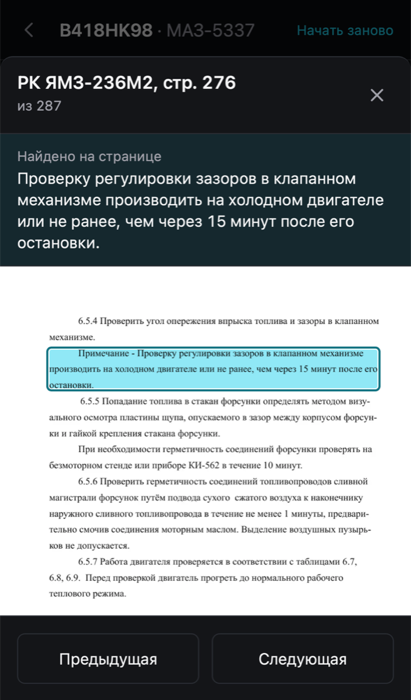 В418НК98 · МАЗ-5337
Начать заново
РК ЯМЗ-236М2, стр. 276
из 287
Найдено на странице
Проверку регулировки зазоров в клапанном
механизме производить на холодном двигателе
или не ранее, чем через 15 минут после его
остановки.
6.5.4 Проверить угол опережения впрыска топлива и зазоры в клапанном
механизме.
Примечание - Проверку регулировки зазоров в клапанном механизме
производить на холодном двигателе или не ранее, чем через 15 минут после его
остановки.
6.5.5 Попадание топлива в стакан форсунки определять методом визу-
ального осмотра пластины щупа, опускаемого в зазор между корпусом форсун-
ки и гайкой крепления стакана форсунки.
При необходимости герметичность соединений форсунки проверять на
безмоторном стенде или приборе КИ-562 в течение 10 минут.
6.5.6 Проверить герметичность соединений топливопроводов сливной
магистрали форсунок путём подвода сухого сжатого воздуха к наконечнику
наружного сливного топливопровода в течение не менее 1 минуты, предвари-
тельно смочив соединения моторным маслом. Выделение воздушных пузырь-
ков не допускается.
6.5.7 Работа двигателя проверяется в соответствии с таблицами 6.7,
6.8, 6.9. Перед проверкой двигатель прогреть до нормального рабочего
теплового режима.
Предыдущая
Следующая